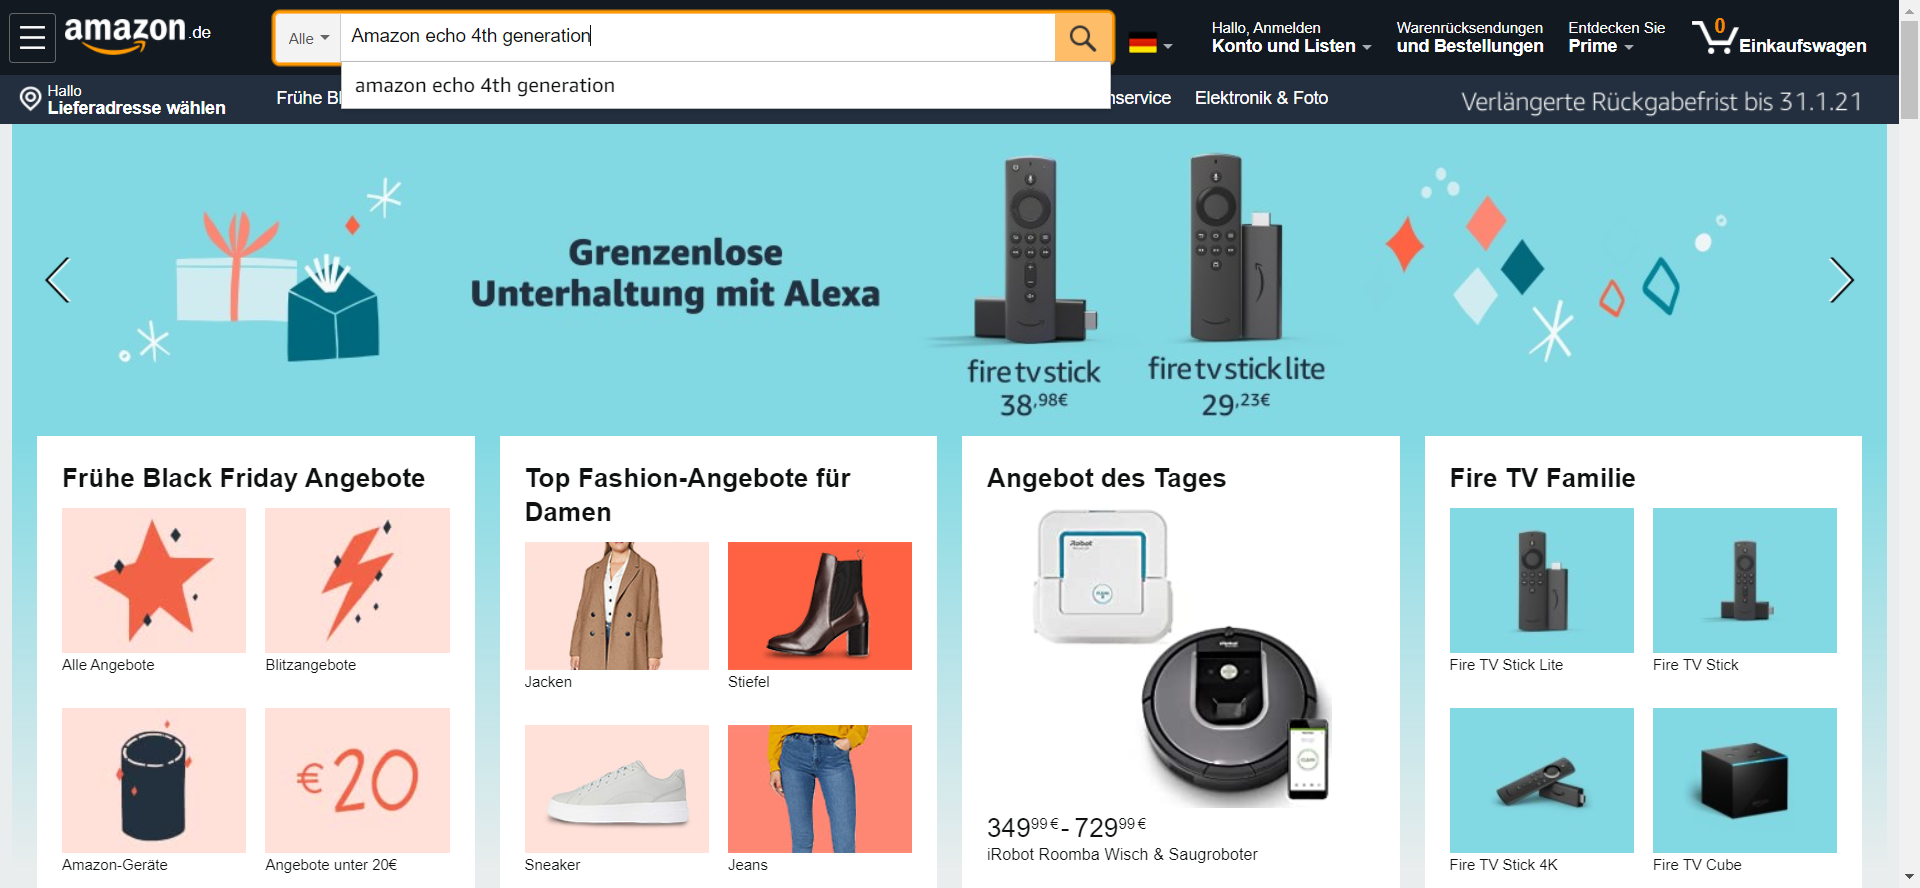 amazon.de
Alle
Amazon echo 4th generation
Hallo, Anmelden
Konto und Listen
Warenrücksendungen
und Bestellungen
Entdecken Sie
Prime
0
Einkaufswagen
amazon echo 4th generation
Hallo
Lieferadresse wählen
Frühe Bl
nservice
Elektronik & Foto
Verlängerte Rückgabefrist bis 31.1.21
Grenzenlose
Unterhaltung mit Alexa
fire tv stick
38,98€
fire tv stick lite
29,23€
Frühe Black Friday Angebote
Alle Angebote
Blitzangebote
€20
Amazon-Geräte
Angebote unter 20€
Top Fashion-Angebote für
Damen
Jacken
Stiefel
Sneaker
Jeans
Angebot des Tages
iRobot
CLEAN
34999€- 72999€
iRobot Roomba Wisch & Saugroboter
Fire TV Familie
Fire TV Stick Lite
Fire TV Stick
Fire TV Stick 4K
Fire TV Cube